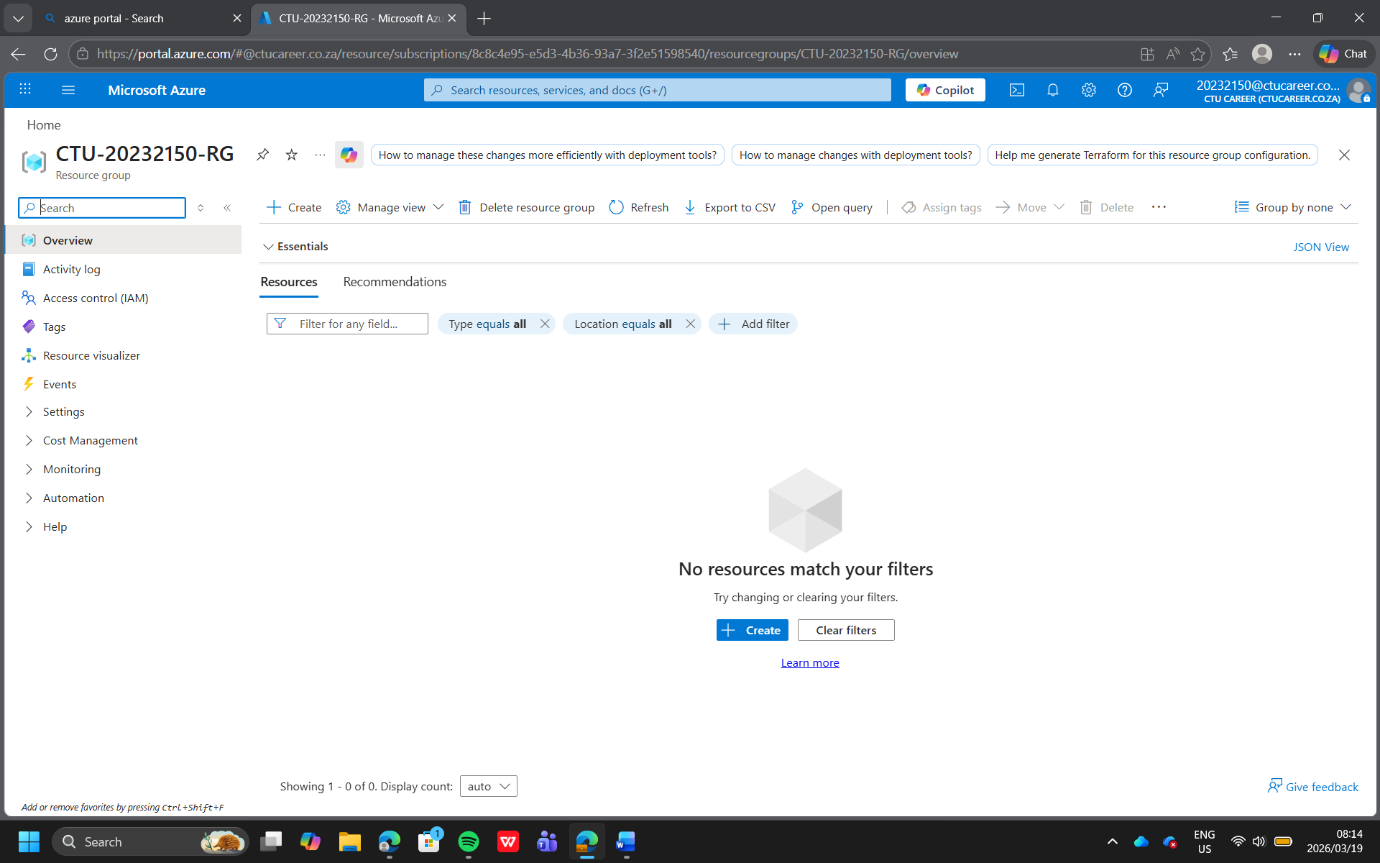 azure portal - Search
CTU-20232150-RG - Microsoft Azu
https://portal.azure.com/#@ctucareer.co.za/resource/subscriptions/8c8c4e95-e5d3-4b36-93a7-3f2e51598540/resourcegroups/CTU-20232150-RG/overview
Chat
Microsoft Azure
Search resources, services, and docs (G+/)
Copilot
20232150@ctucareer.co...
CTU CAREER (CTUCAREER.CO.ZA)
Home
CTU-20232150-RG
Resource group
How to manage these changes more efficiently with deployment tools?
How to manage changes with deployment tools?
Help me generate Terraform for this resource group configuration.
Search
Create
Manage view
Delete resource group
Refresh
Export to CSV
Open query
Assign tags
Move
Delete
Group by none
Overview
Activity log
Access control (IAM)
Tags
Resource visualizer
Events
Settings
Cost Management
Monitoring
Automation
Help
Essentials
JSON View
Resources
Recommendations
Filter for any field...
Type equals all
Location equals all
Add filter
No resources match your filters
Try changing or clearing your filters.
Create
Clear filters
Learn more
Showing 1 - 0 of 0. Display count:
auto
Give feedback
Add or remove favorites by pressing Ctrl+Shift+F
Search
1
ENG
US
08:14
2026/03/19